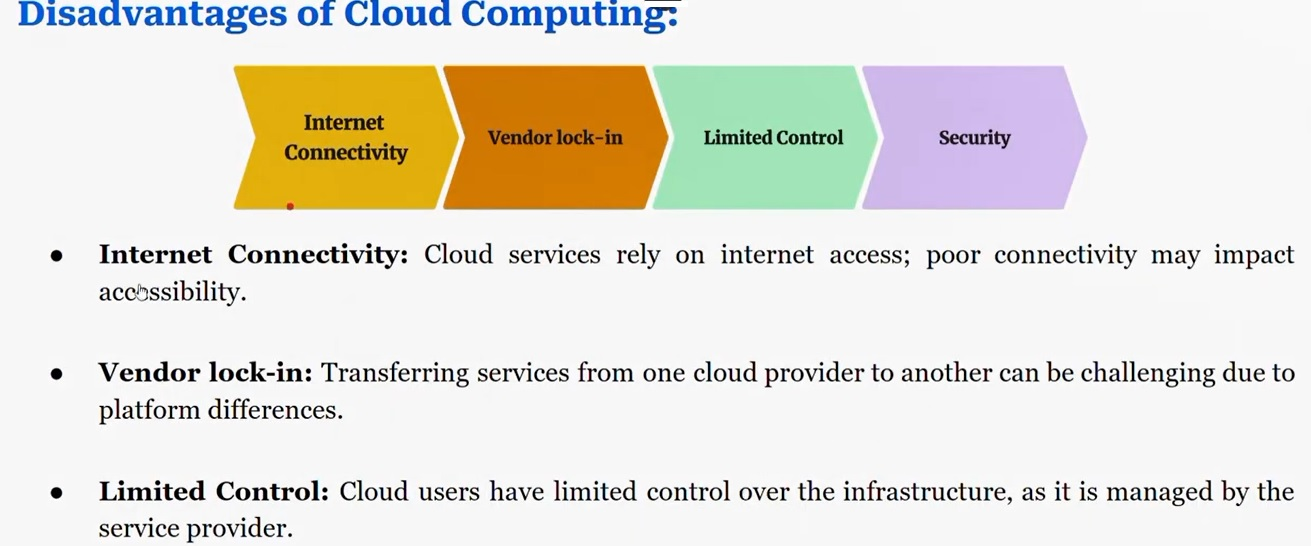 Disadvantages of Cloud Computing:
Internet
Connectivity
Vendor lock-in
Limited Control
Security
● Internet Connectivity: Cloud services rely on internet access; poor connectivity may impact
accessibility.
● Vendor lock-in: Transferring services from one cloud provider to another can be challenging due to
platform differences.
● Limited Control: Cloud users have limited control over the infrastructure, as it is managed by the
service provider.